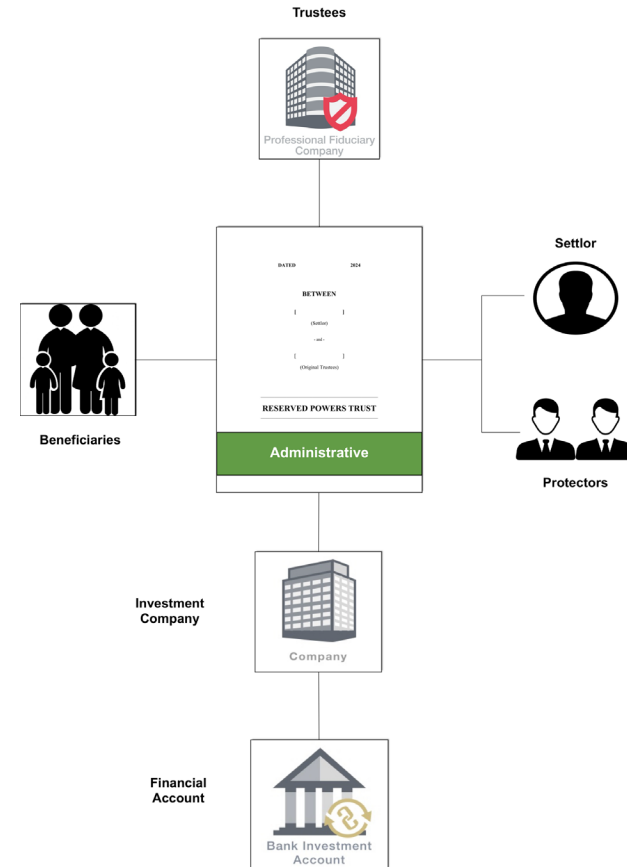 Trustees
Professional Fiduciary
Company
DATED 2024
BETWEEN
[ ]
(Settlor)
- and -
[ ]
(Original Trustees)
RESERVED POWERS TRUST
Administrative
Settlor
Beneficiaries
Protectors
Investment
Company
Company
Financial
Account
Bank Investment
Account